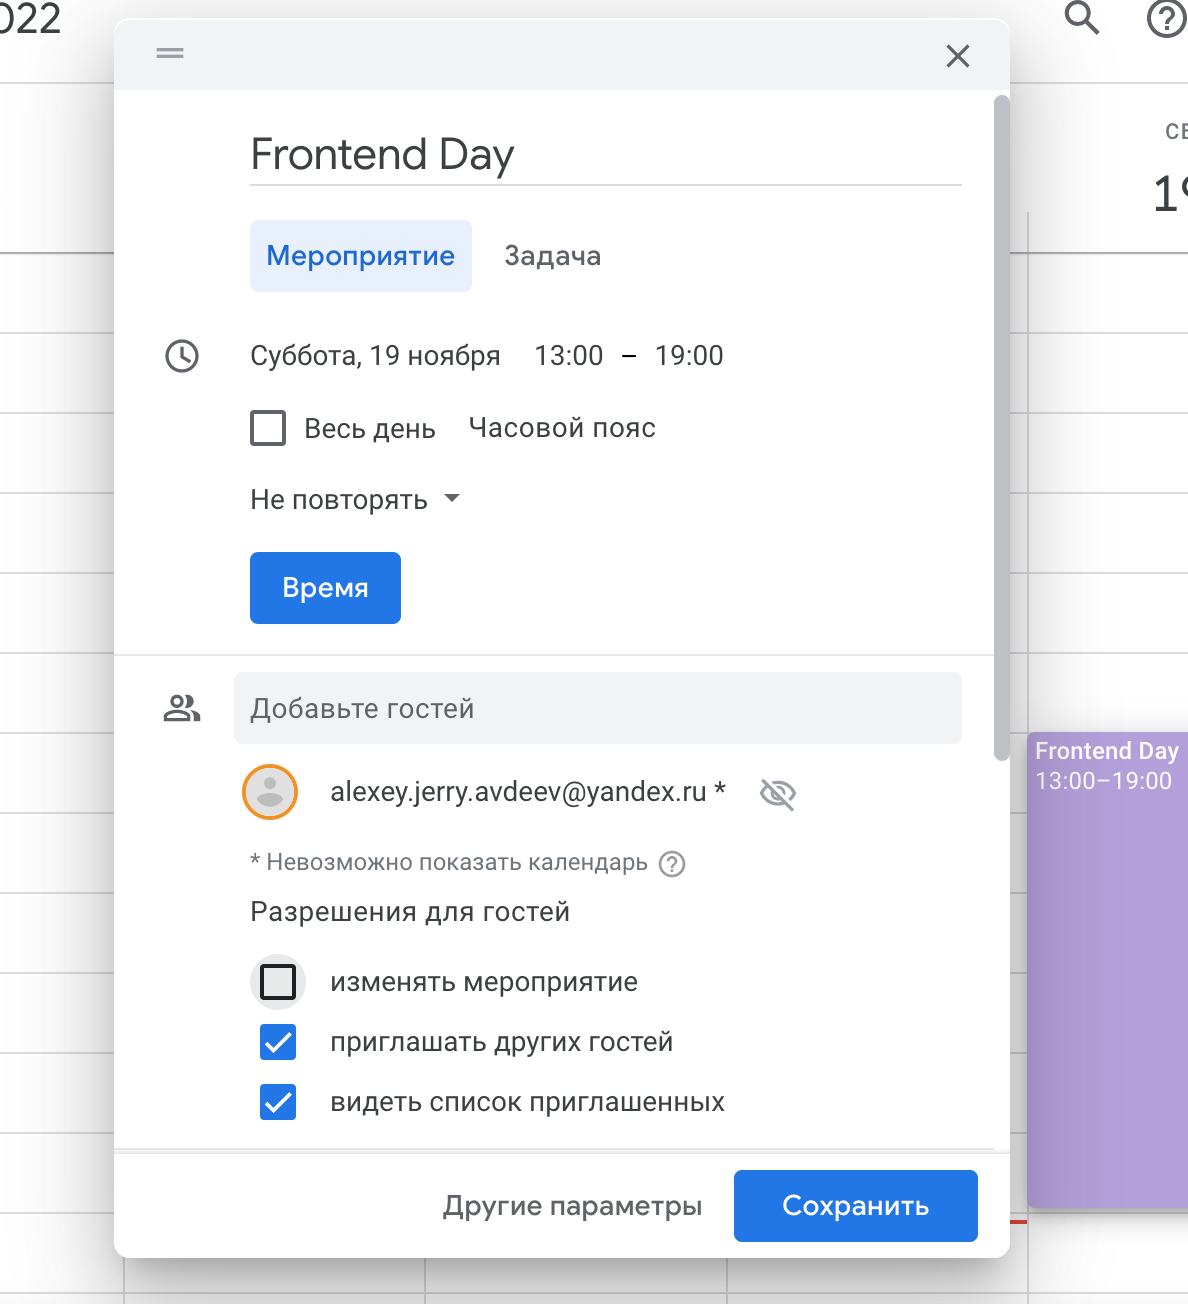 022
Frontend Day
Мероприятие Задача
Суббота, 19 ноября 13:00 – 19:00
Весь день Часовой пояс
Не повторять
Время
Добавьте гостей
alexey.jerry.avdeev@yandex.ru *
* Невозможно показать календарь
Разрешения для гостей
изменять мероприятие
приглашать других гостей
видеть список приглашенных
Другие параметры Сохранить
Frontend Day
13:00–19:00